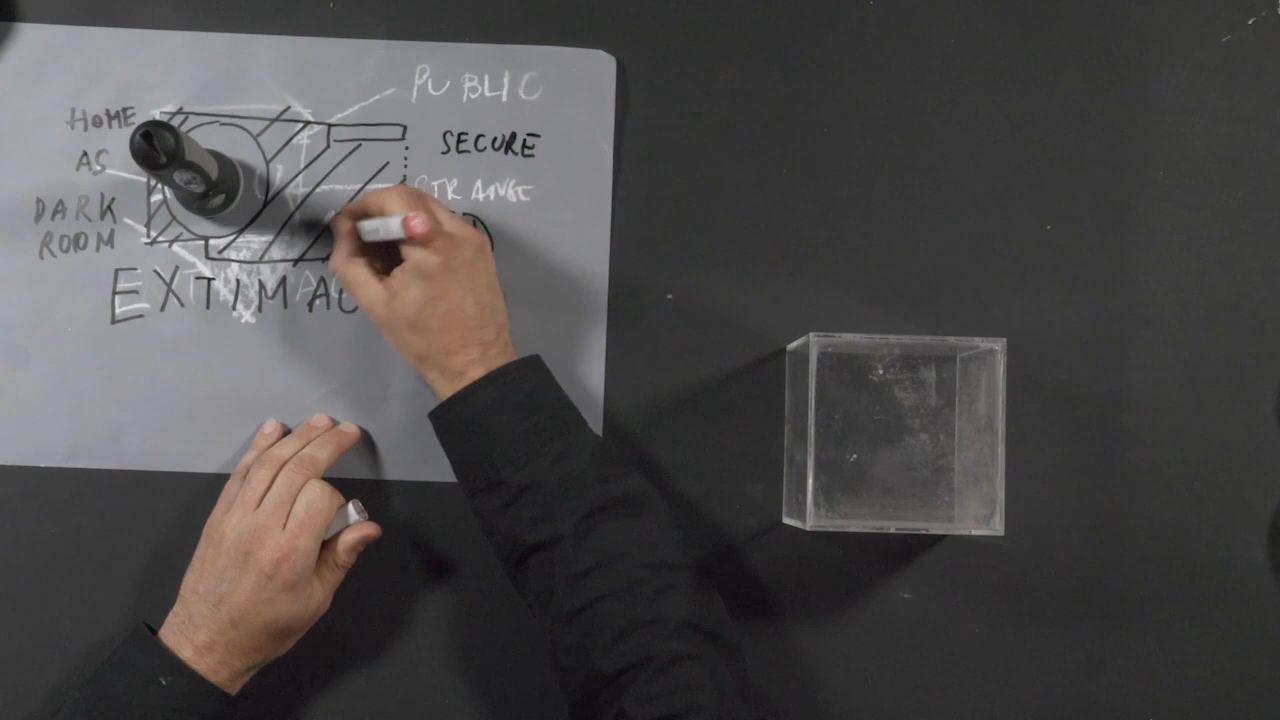 PUBLIC
HOME
SECURE
AS
STRANGE
DARK
ROOM
EXTIMAC